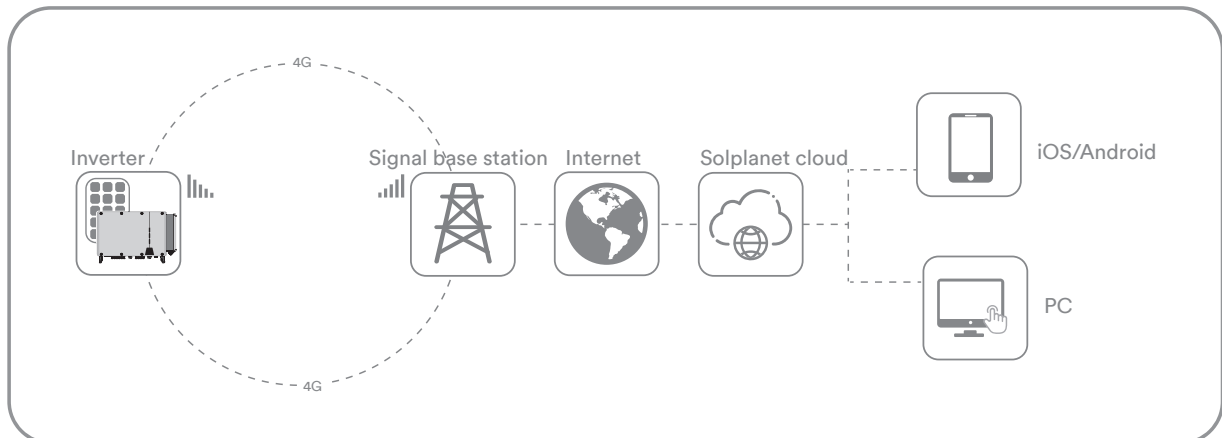 4G
Inverter
Signal base station
Internet
Solplanet cloud
iOS/Android
PC
4G